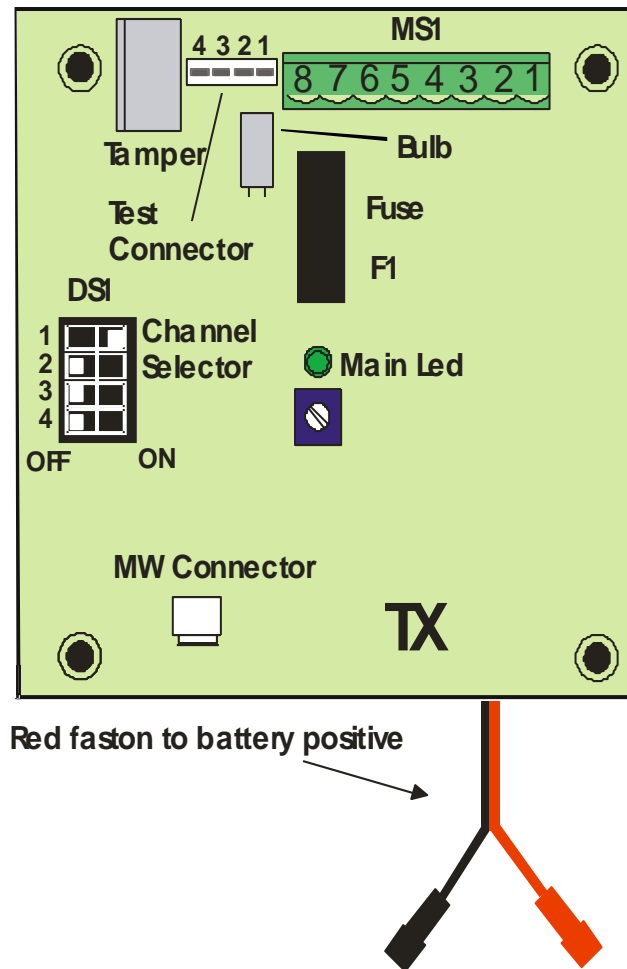 MS1
4 3 2 1
8 7 6 5 4 3 2 1
Tamper
Bulb
Test
Connector
Fuse
F1
DS1
1
2
3
4
Channel
Selector
OFF
ON
Main Led
MW Connector
TX
Red faston to battery positive